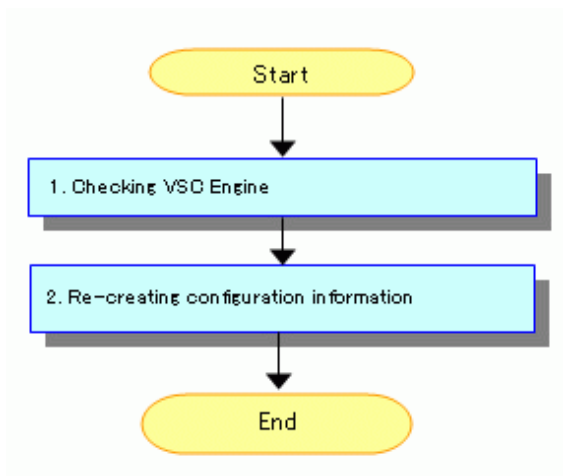 Start
1. Checking VSC Engine
2. Re-creating configuration information
End